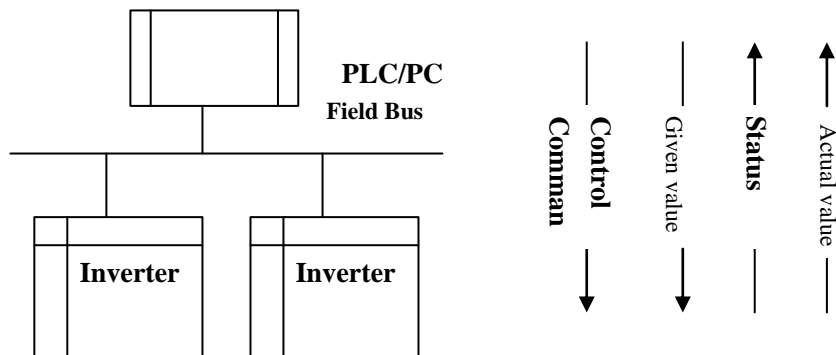 PLC/PC
Field Bus
Inverter
Inverter
Control
Comman
Given value
Status
Actual value